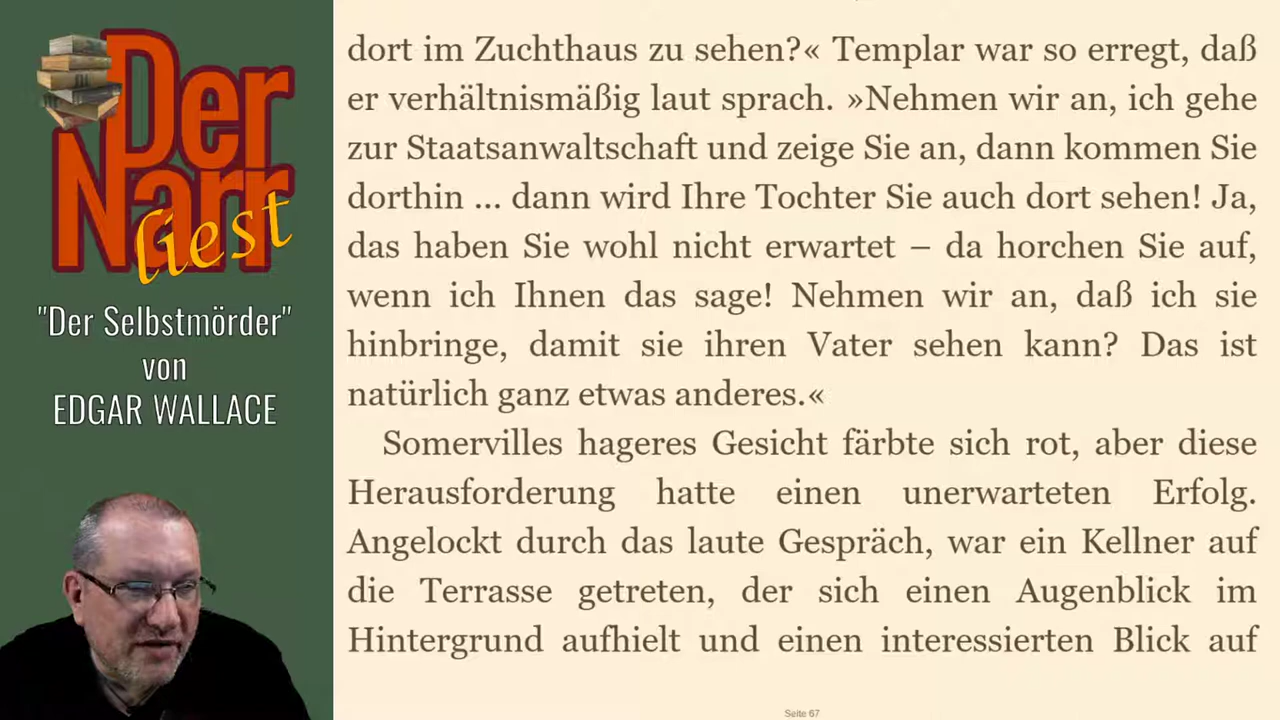 Der
Narr
liest
"Der Selbstmörder"
von
EDGAR WALLACE
dort im Zuchthaus zu sehen?« Templar war so erregt, daß
er verhältnismäßig laut sprach. »Nehmen wir an, ich gehe
zur Staatsanwaltschaft und zeige Sie an, dann kommen Sie
dorthin ... dann wird Ihre Tochter Sie auch dort sehen! Ja,
das haben Sie wohl nicht erwartet – da horchen Sie auf,
wenn ich Ihnen das sage! Nehmen wir an, daß ich sie
hinbringe, damit sie ihren Vater sehen kann? Das ist
natürlich ganz etwas anderes.«
Somervilles hageres Gesicht färbte sich rot, aber diese
Herausforderung hatte einen unerwarteten Erfolg.
Angelockt durch das laute Gespräch, war ein Kellner auf
die Terrasse getreten, der sich einen Augenblick im
Hintergrund aufhielt und einen interessierten Blick auf
Seite 67